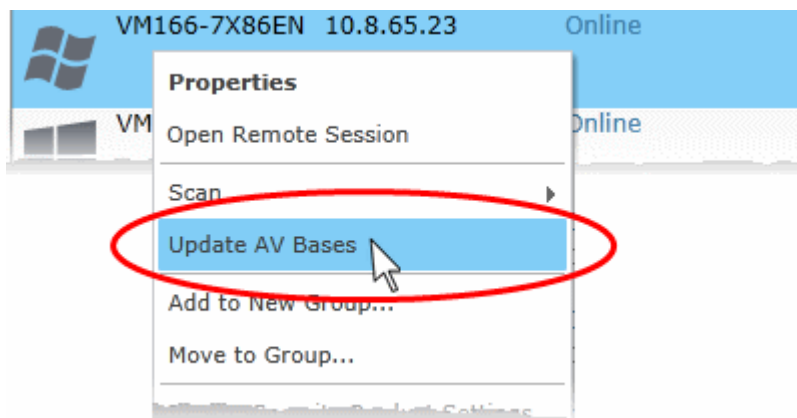 VM166-7X86EN 10.8.65.23 Online
Properties
VM Online
Open Remote Session
Scan
Update AV Bases
Add to New Group...
Move to Group...